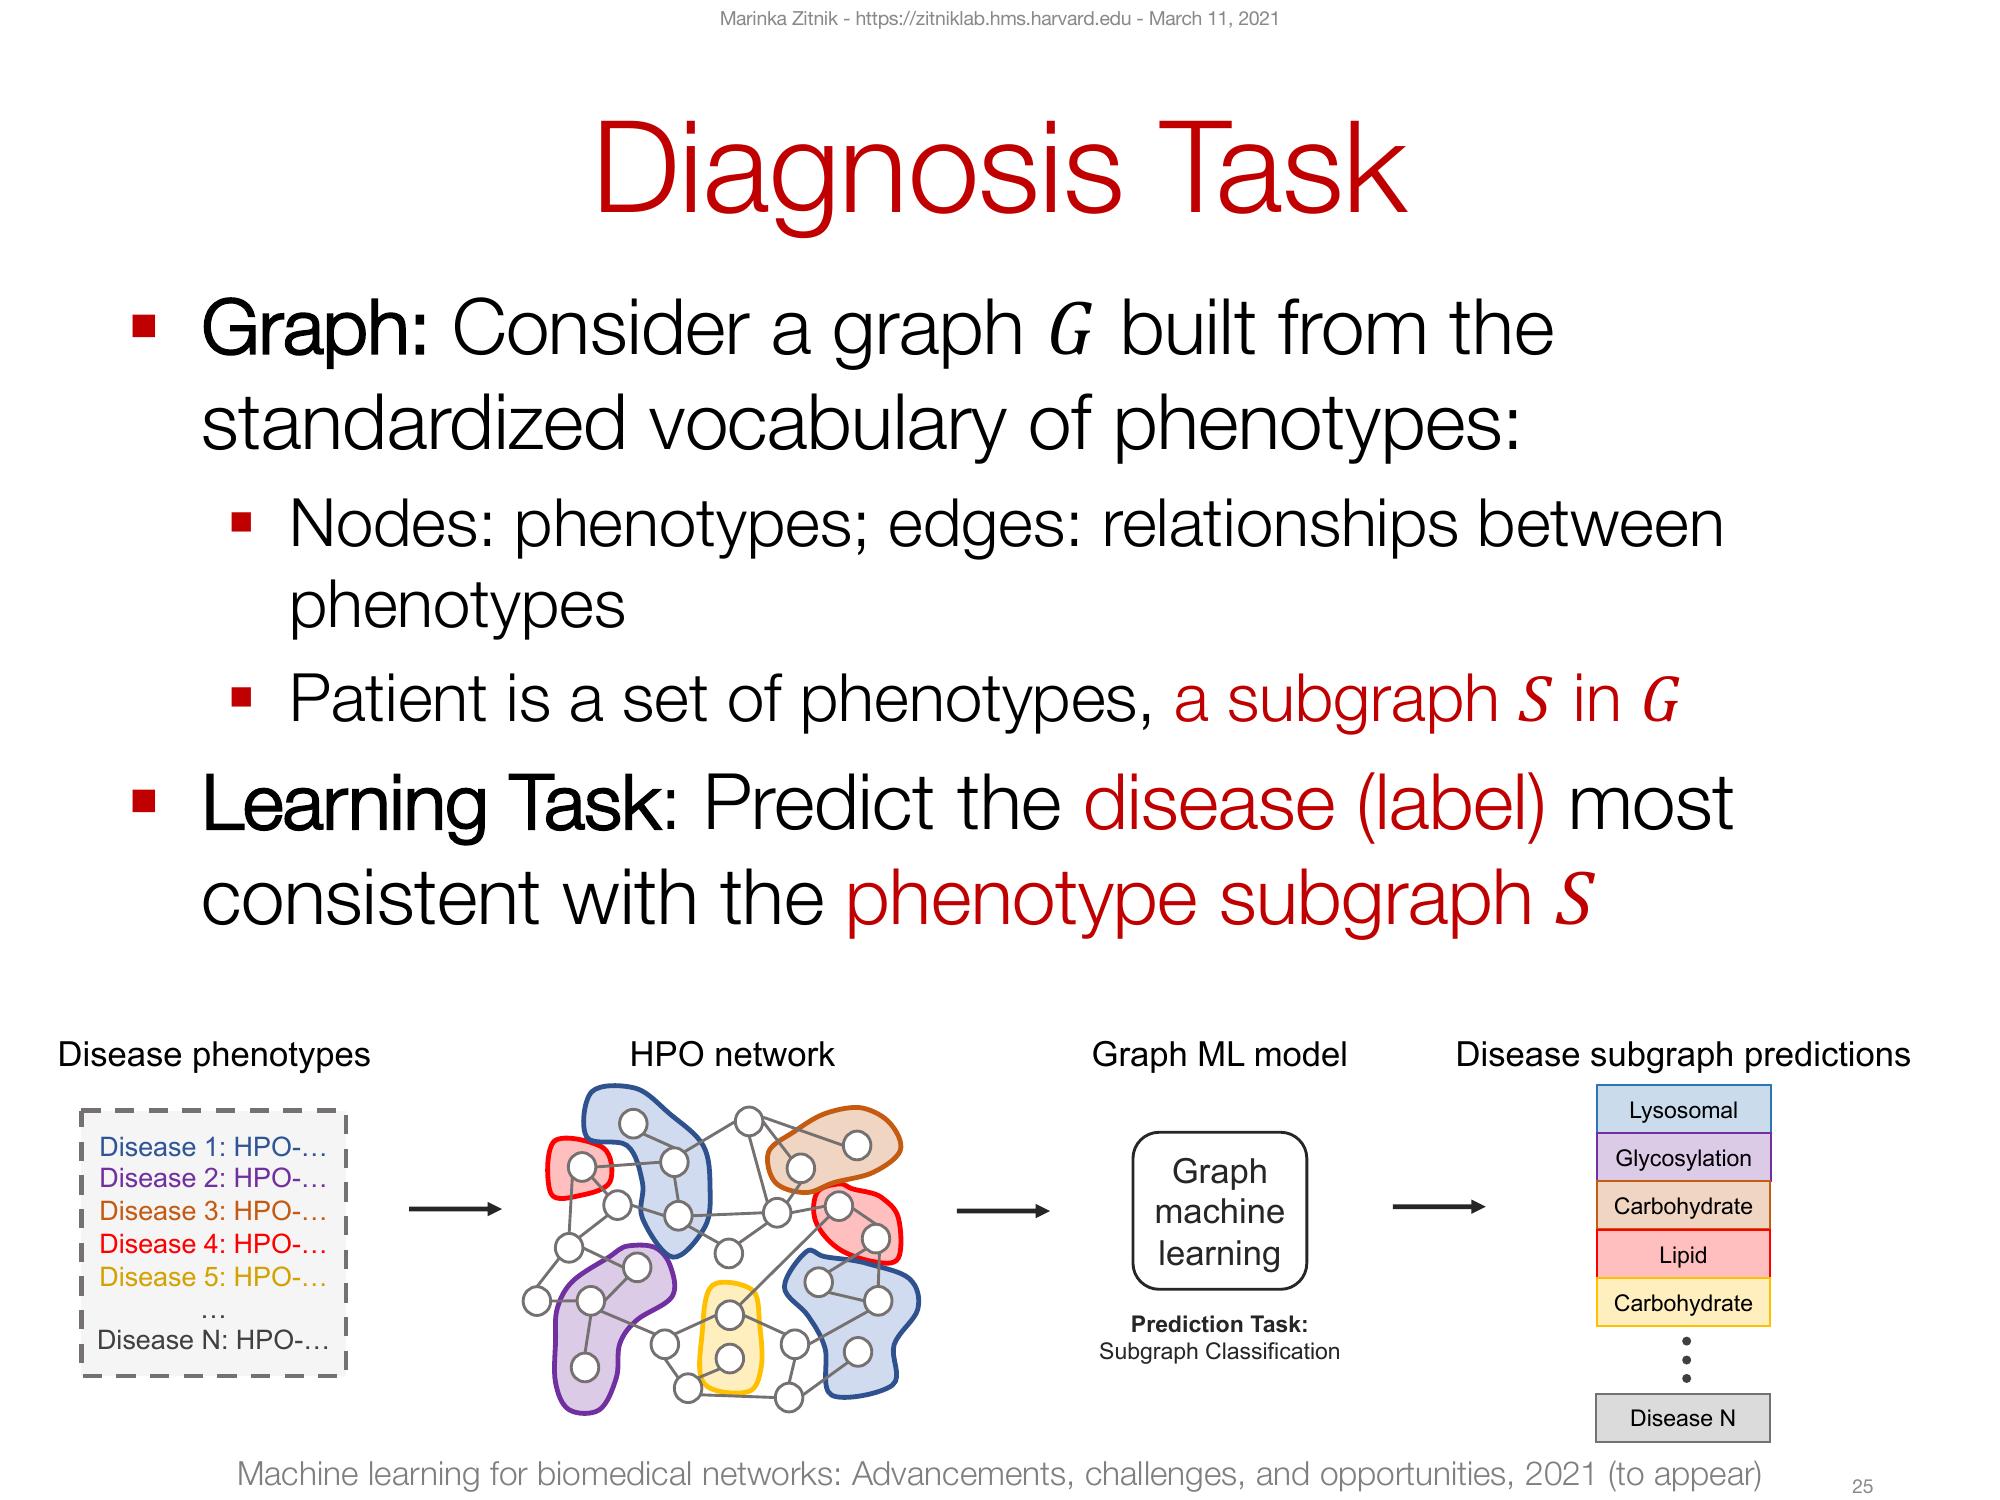 Marinka Zitnik - https://zitniklab.hms.harvard.edu - March 11, 2021
Diagnosis Task
▪ Graph: Consider a graph G built from the
standardized vocabulary of phenotypes:
▪ Nodes: phenotypes; edges: relationships between
phenotypes
▪ Patient is a set of phenotypes, a subgraph S in G
▪ Learning Task: Predict the disease (label) most
consistent with the phenotype subgraph S
Disease phenotypes
Disease 1: HPO-…
Disease 2: HPO-…
Disease 3: HPO-…
Disease 4: HPO-…
Disease 5: HPO-…
…
Disease N: HPO-…
HPO network
Graph ML model
Graph
machine
learning
Prediction Task:
Subgraph Classification
Disease subgraph predictions
Lysosomal
Glycosylation
Carbohydrate
Lipid
Carbohydrate
Disease N
Machine learning for biomedical networks: Advancements, challenges, and opportunities, 2021 (to appear)
25